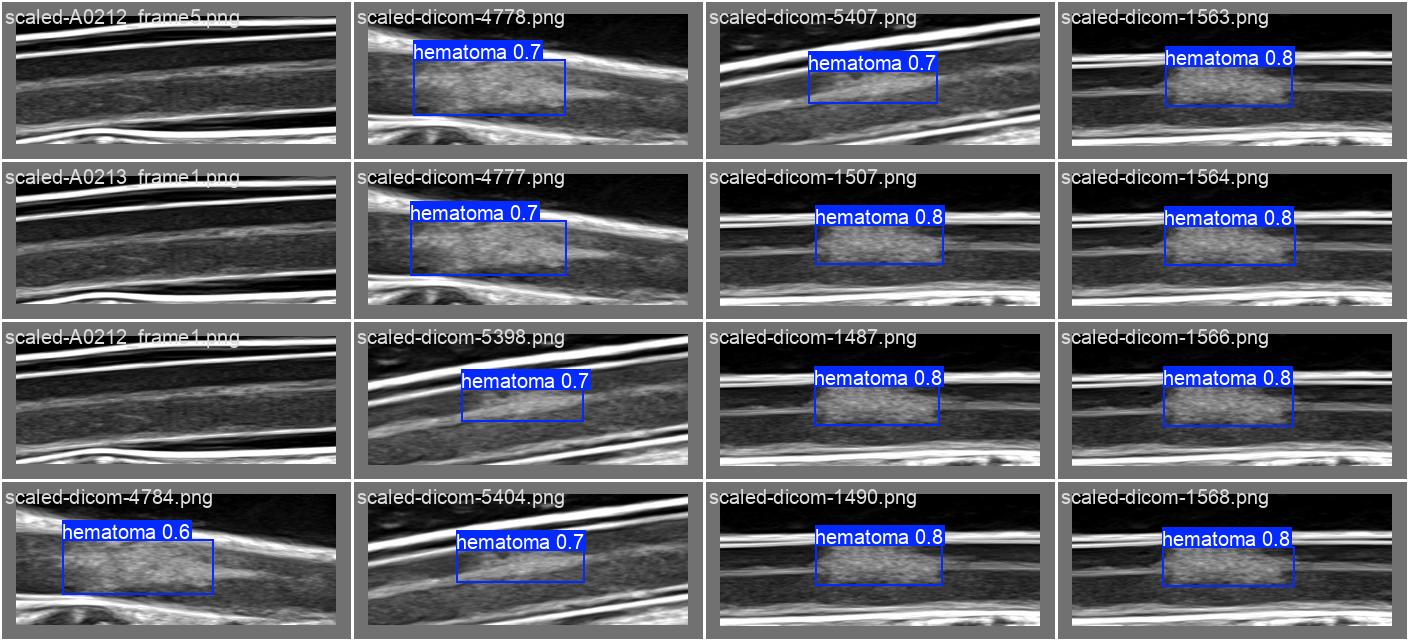 scaled-A0212_frame5.png
scaled-dicom-4778.png
scaled-dicom-5407.png
scaled-dicom-1563.png
hematoma 0.7
hematoma 0.7
hematoma 0.8
scaled-A0213_frame1.png
scaled-dicom-4777.png
scaled-dicom-1507.png
scaled-dicom-1564.png
hematoma 0.7
hematoma 0.8
hematoma 0.8
scaled-A0212_frame1.png
scaled-dicom-5398.png
scaled-dicom-1487.png
scaled-dicom-1566.png
hematoma 0.7
hematoma 0.8
hematoma 0.8
scaled-dicom-4784.png
scaled-dicom-5404.png
scaled-dicom-1490.png
scaled-dicom-1568.png
hematoma 0.6
hematoma 0.7
hematoma 0.8
hematoma 0.8